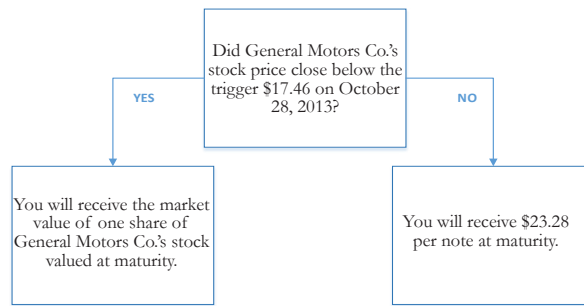 Did General Motors Co.'s
stock price close below the
trigger $17.46 on October
28, 2013?
YES
NO
You will receive the market
value of one share of
General Motors Co.'s stock
valued at maturity.
You will receive $23.28
per note at maturity.